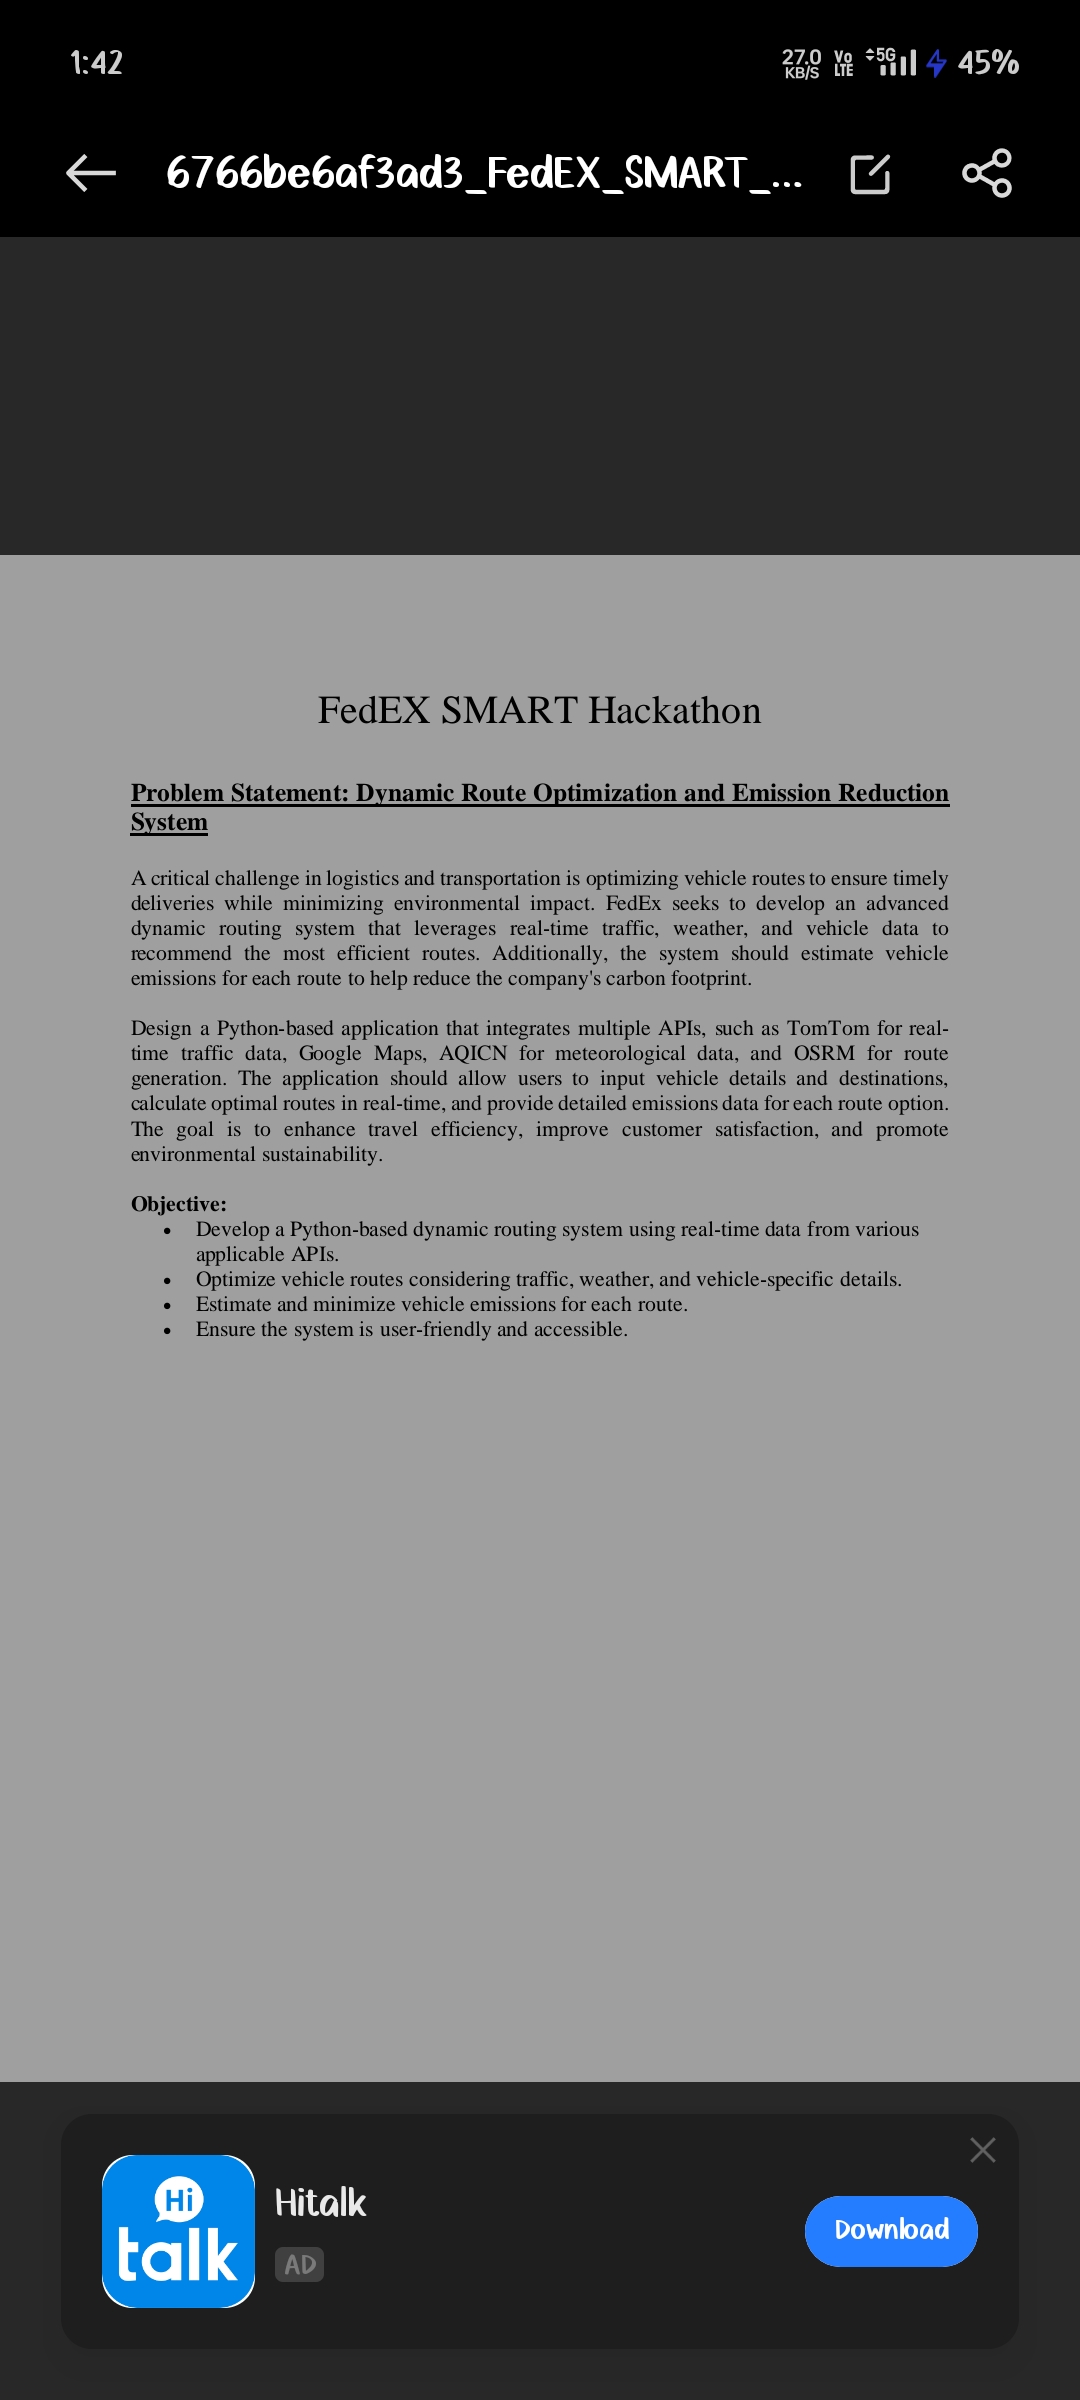 1:42
27.0 KB/S Vo LTE 5G 45%
6766be6af3ad3_FedEX_SMART_...
FedEX SMART Hackathon
Problem Statement: Dynamic Route Optimization and Emission Reduction
System
A critical challenge in logistics and transportation is optimizing vehicle routes to ensure timely
deliveries while minimizing environmental impact. FedEx seeks to develop an advanced
dynamic routing system that leverages real-time traffic, weather, and vehicle data to
recommend the most efficient routes. Additionally, the system should estimate vehicle
emissions for each route to help reduce the company's carbon footprint.
Design a Python-based application that integrates multiple APIs, such as TomTom for real-
time traffic data, Google Maps, AQICN for meteorological data, and OSRM for route
generation. The application should allow users to input vehicle details and destinations,
calculate optimal routes in real-time, and provide detailed emissions data for each route option.
The goal is to enhance travel efficiency, improve customer satisfaction, and promote
environmental sustainability.
Objective:
• Develop a Python-based dynamic routing system using real-time data from various
applicable APIs.
• Optimize vehicle routes considering traffic, weather, and vehicle-specific details.
• Estimate and minimize vehicle emissions for each route.
• Ensure the system is user-friendly and accessible.
Hi
talk
Hitalk
AD
Download